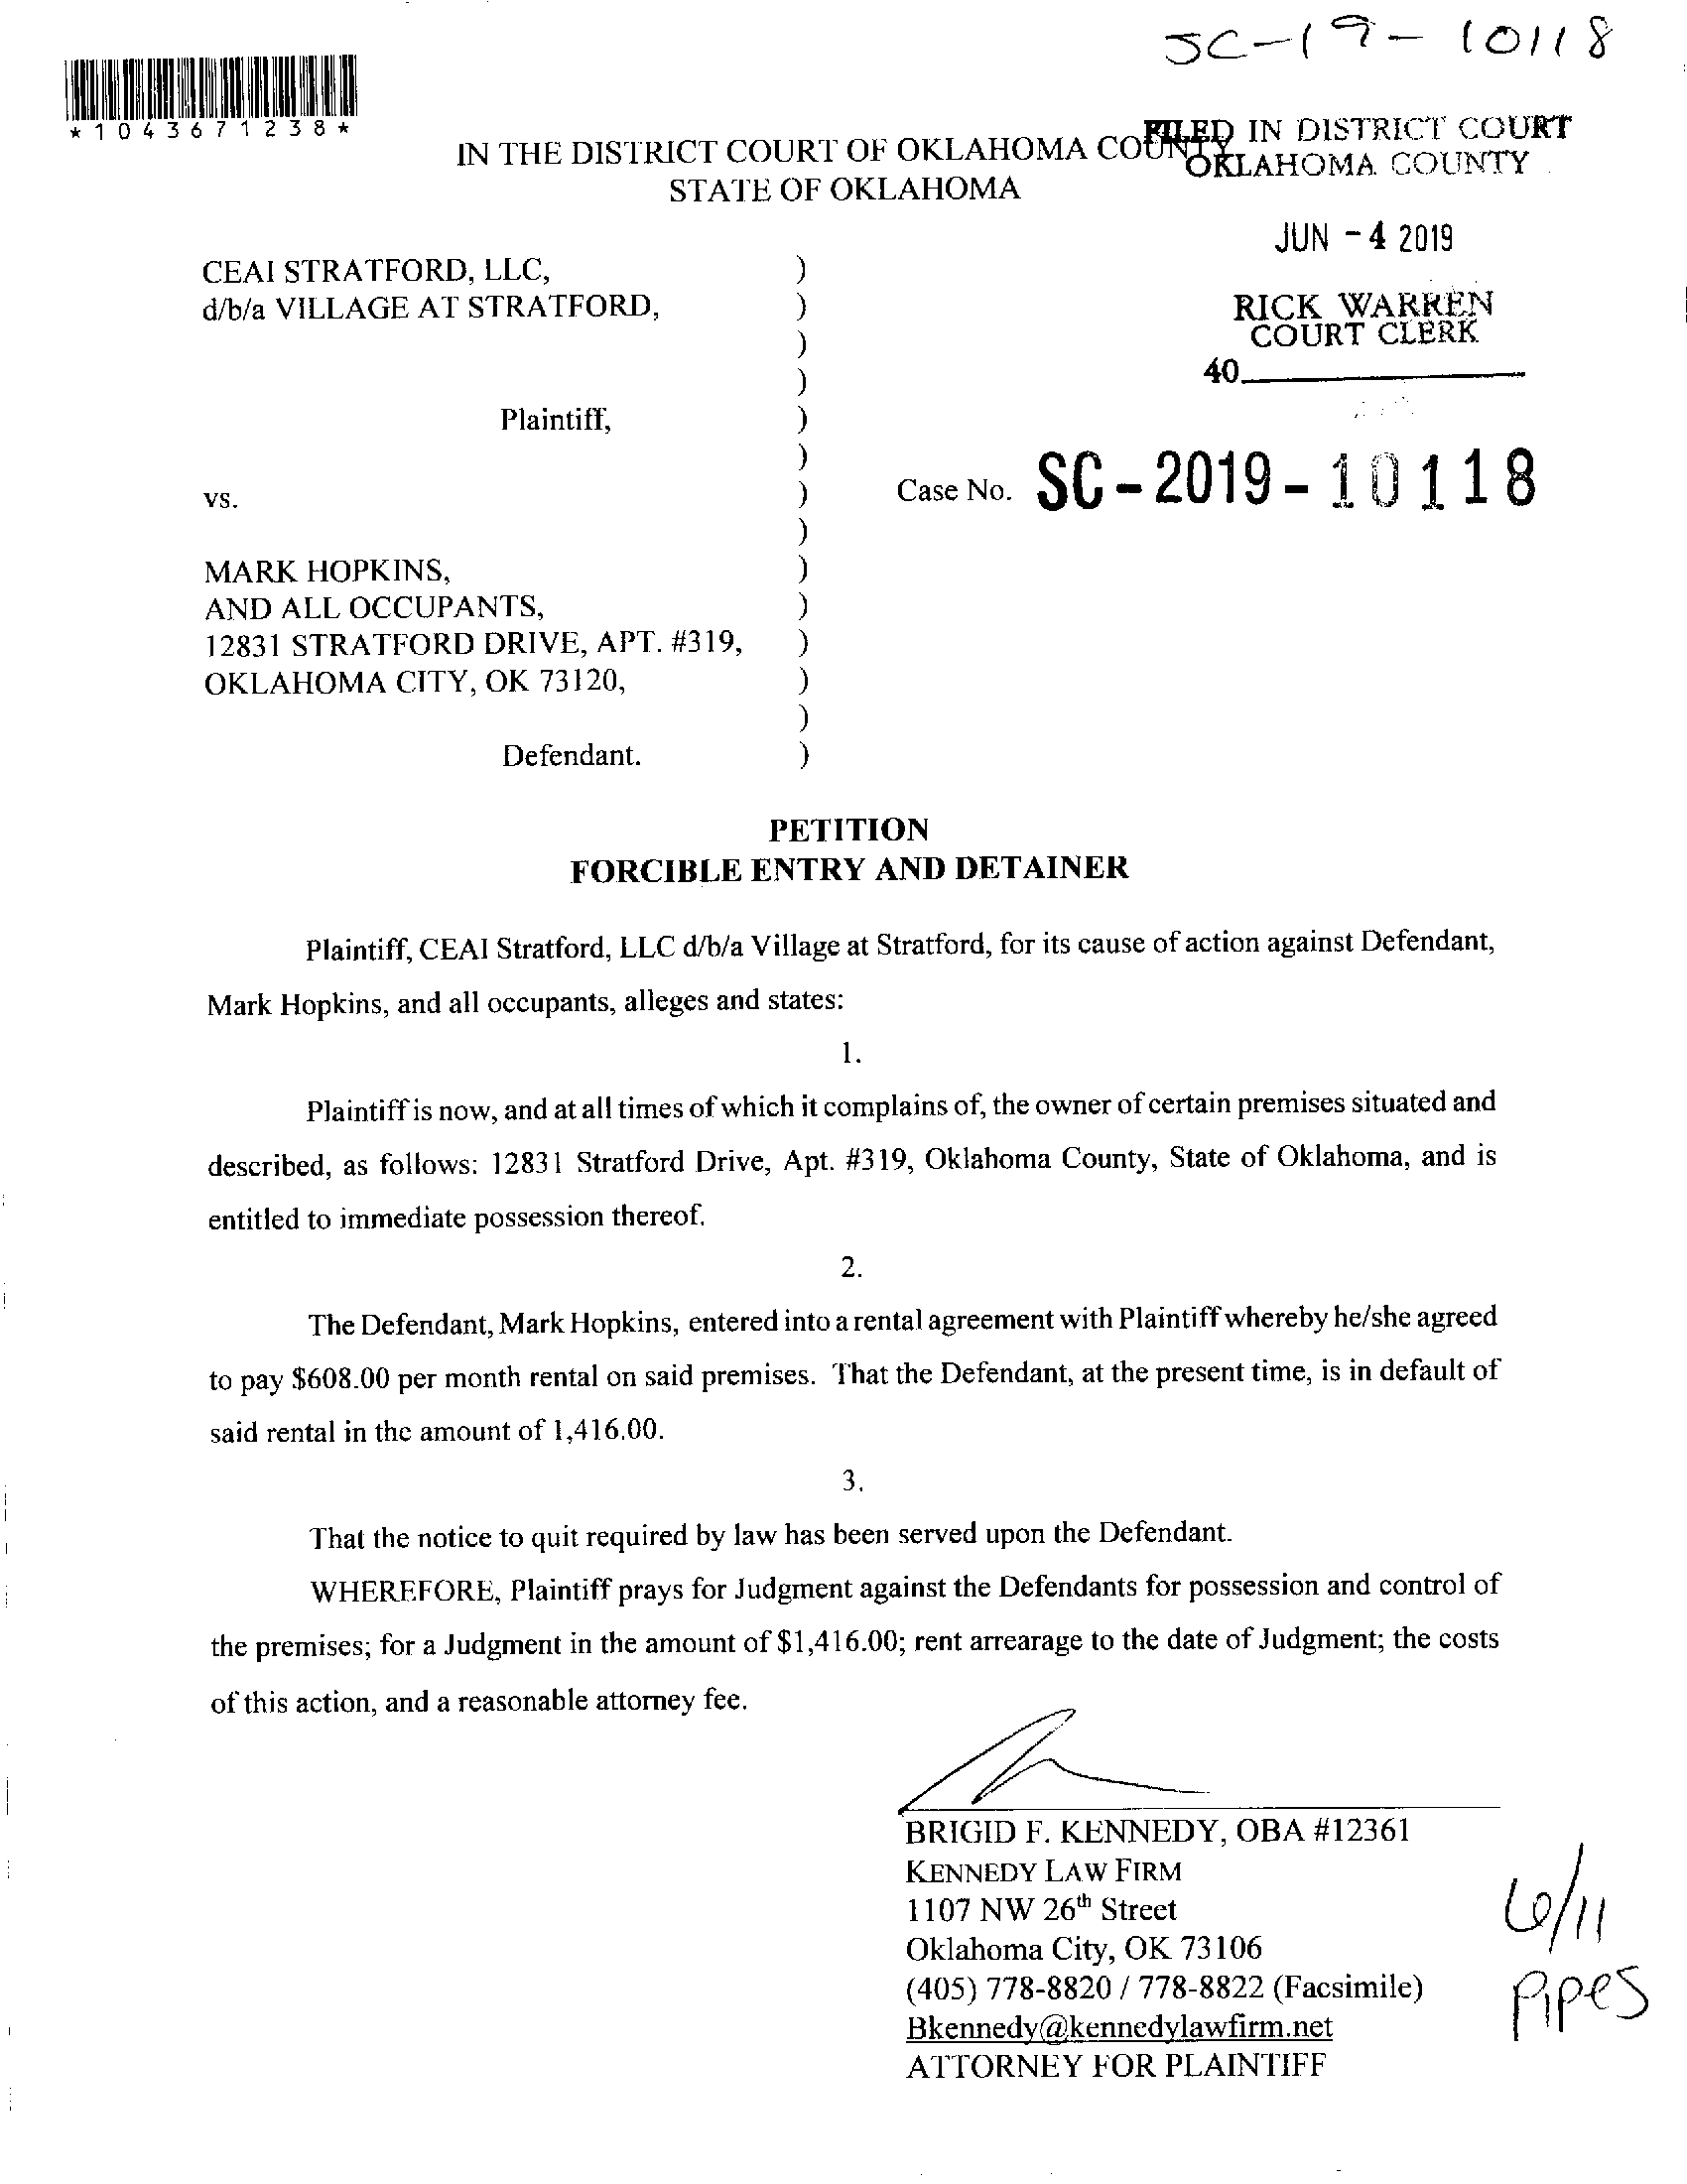 SC-19-10118
*1043671238*
FILED IN DISTRICT COURT
OKLAHOMA COUNTY
IN THE DISTRICT COURT OF OKLAHOMA COUNTY
STATE OF OKLAHOMA
JUN - 4 2019
RICK WARREN
COURT CLERK
40
CEAI STRATFORD, LLC, )
d/b/a VILLAGE AT STRATFORD, )
)
)
Plaintiff, )
)
vs. ) Case No. SC-2019-10118
)
MARK HOPKINS, )
AND ALL OCCUPANTS, )
12831 STRATFORD DRIVE, APT. #319, )
OKLAHOMA CITY, OK 73120, )
)
Defendant. )
PETITION
FORCIBLE ENTRY AND DETAINER
Plaintiff, CEAI Stratford, LLC d/b/a Village at Stratford, for its cause of action against Defendant,
Mark Hopkins, and all occupants, alleges and states:
1.
Plaintiff is now, and at all times of which it complains of, the owner of certain premises situated and
described, as follows: 12831 Stratford Drive, Apt. #319, Oklahoma County, State of Oklahoma, and is
entitled to immediate possession thereof.
2.
The Defendant, Mark Hopkins, entered into a rental agreement with Plaintiff whereby he/she agreed
to pay $608.00 per month rental on said premises. That the Defendant, at the present time, is in default of
said rental in the amount of 1,416.00.
3.
That the notice to quit required by law has been served upon the Defendant.
WHEREFORE, Plaintiff prays for Judgment against the Defendants for possession and control of
the premises; for a Judgment in the amount of $1,416.00; rent arrearage to the date of Judgment; the costs
of this action, and a reasonable attorney fee.
BRIGID F. KENNEDY, OBA #12361
KENNEDY LAW FIRM
1107 NW 26th Street
Oklahoma City, OK 73106
(405) 778-8820 / 778-8822 (Facsimile)
Bkennedy@kennedylawfirm.net
ATTORNEY FOR PLAINTIFF
6/11
Pipes